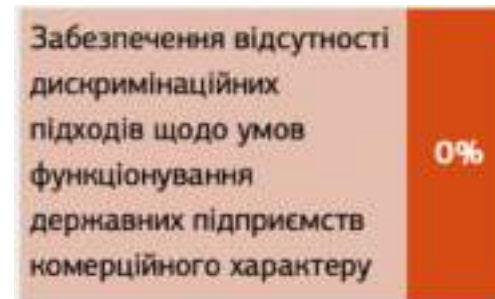 Забезпечення відсутності
дискримінаційних
підходів щодо умов
функціонування
державних підприємств
комерційного характеру
0%